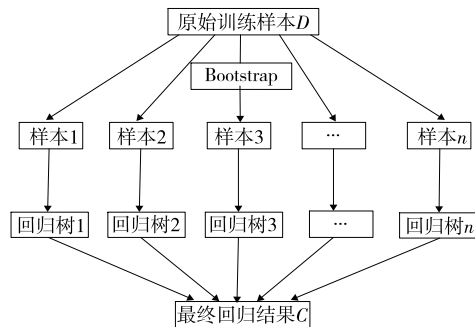 原始训练样本D
Bootstrap
样本1 样本2 样本3 … 样本n
回归树1 回归树2 回归树3 … 回归树n
最终回归结果C